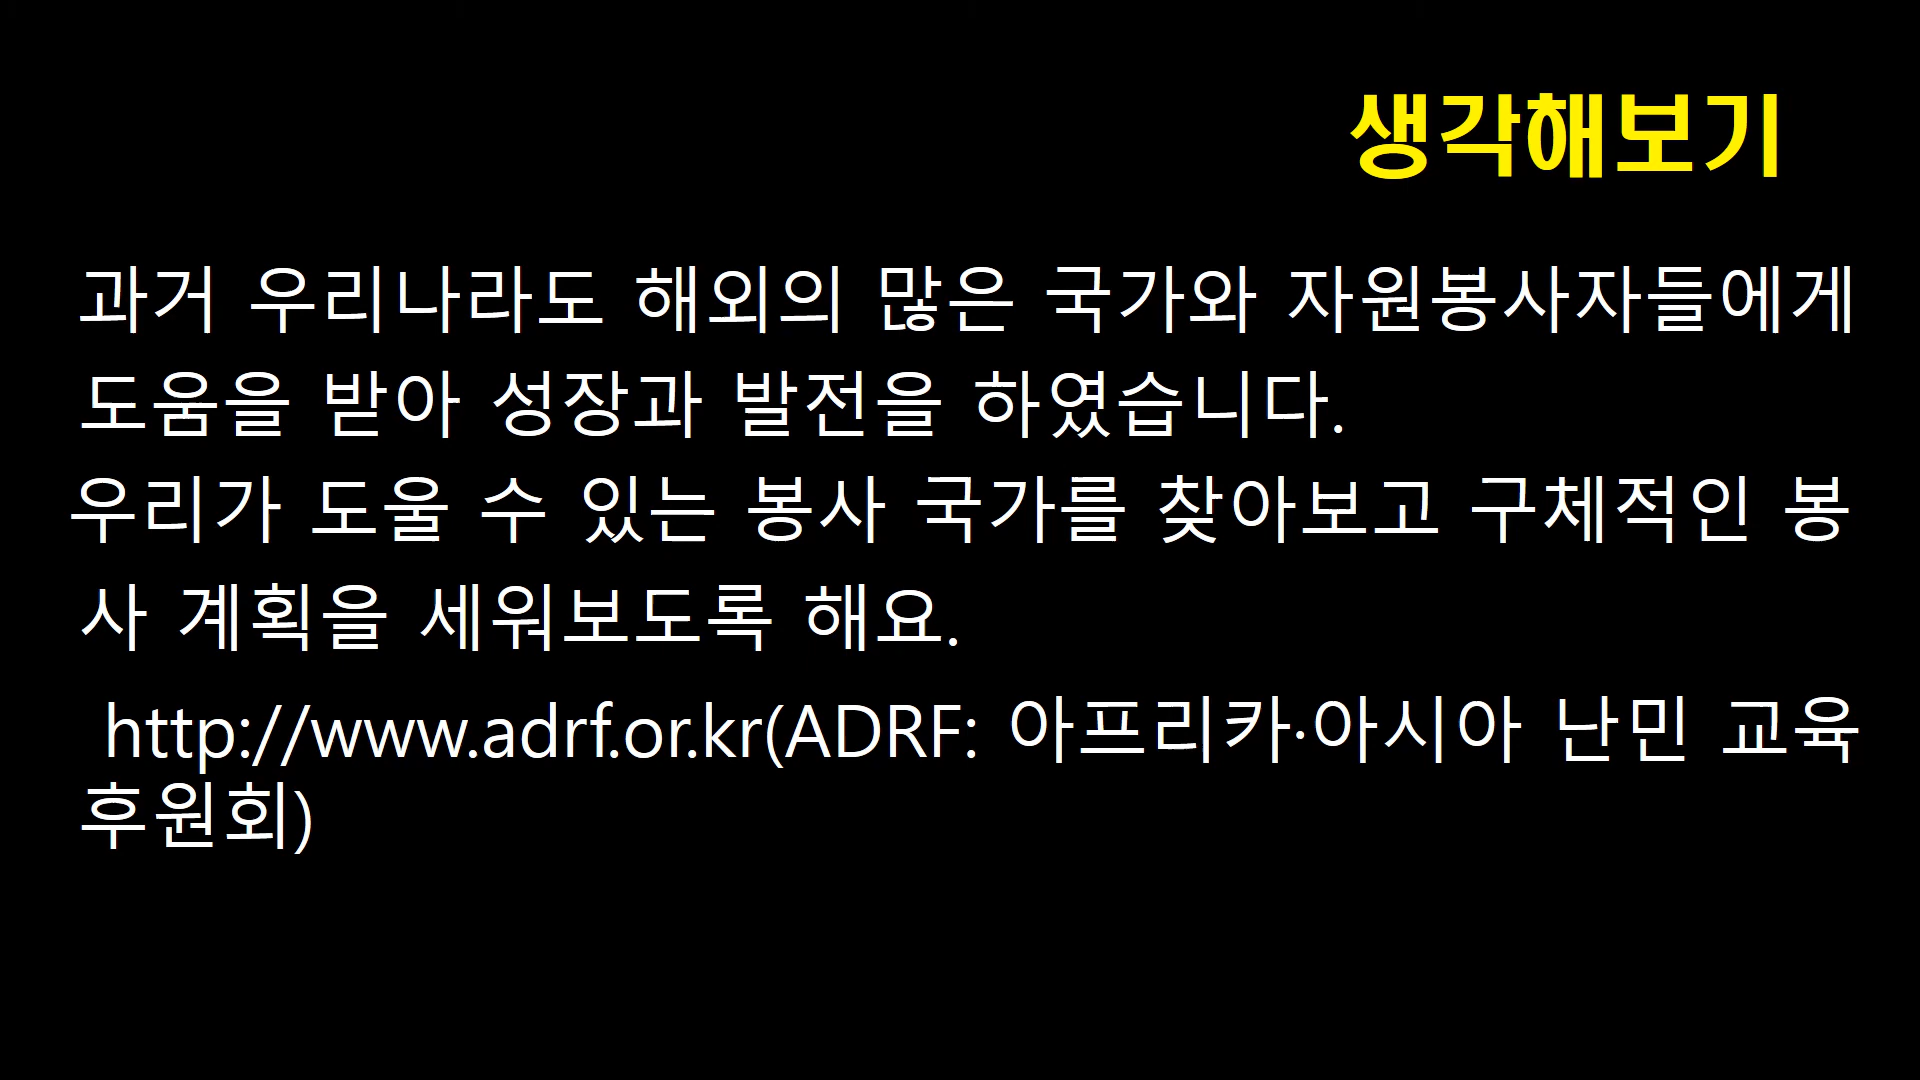 생각해보기
과거 우리나라도 해외의 많은 국가와 자원봉사자들에게
도움을 받아 성장과 발전을 하였습니다.
우리가 도울 수 있는 봉사 국가를 찾아보고 구체적인 봉
사 계획을 세워보도록 해요.
http://www.adrf.or.kr(ADRF: 아프리카·아시아 난민 교육
후원회)